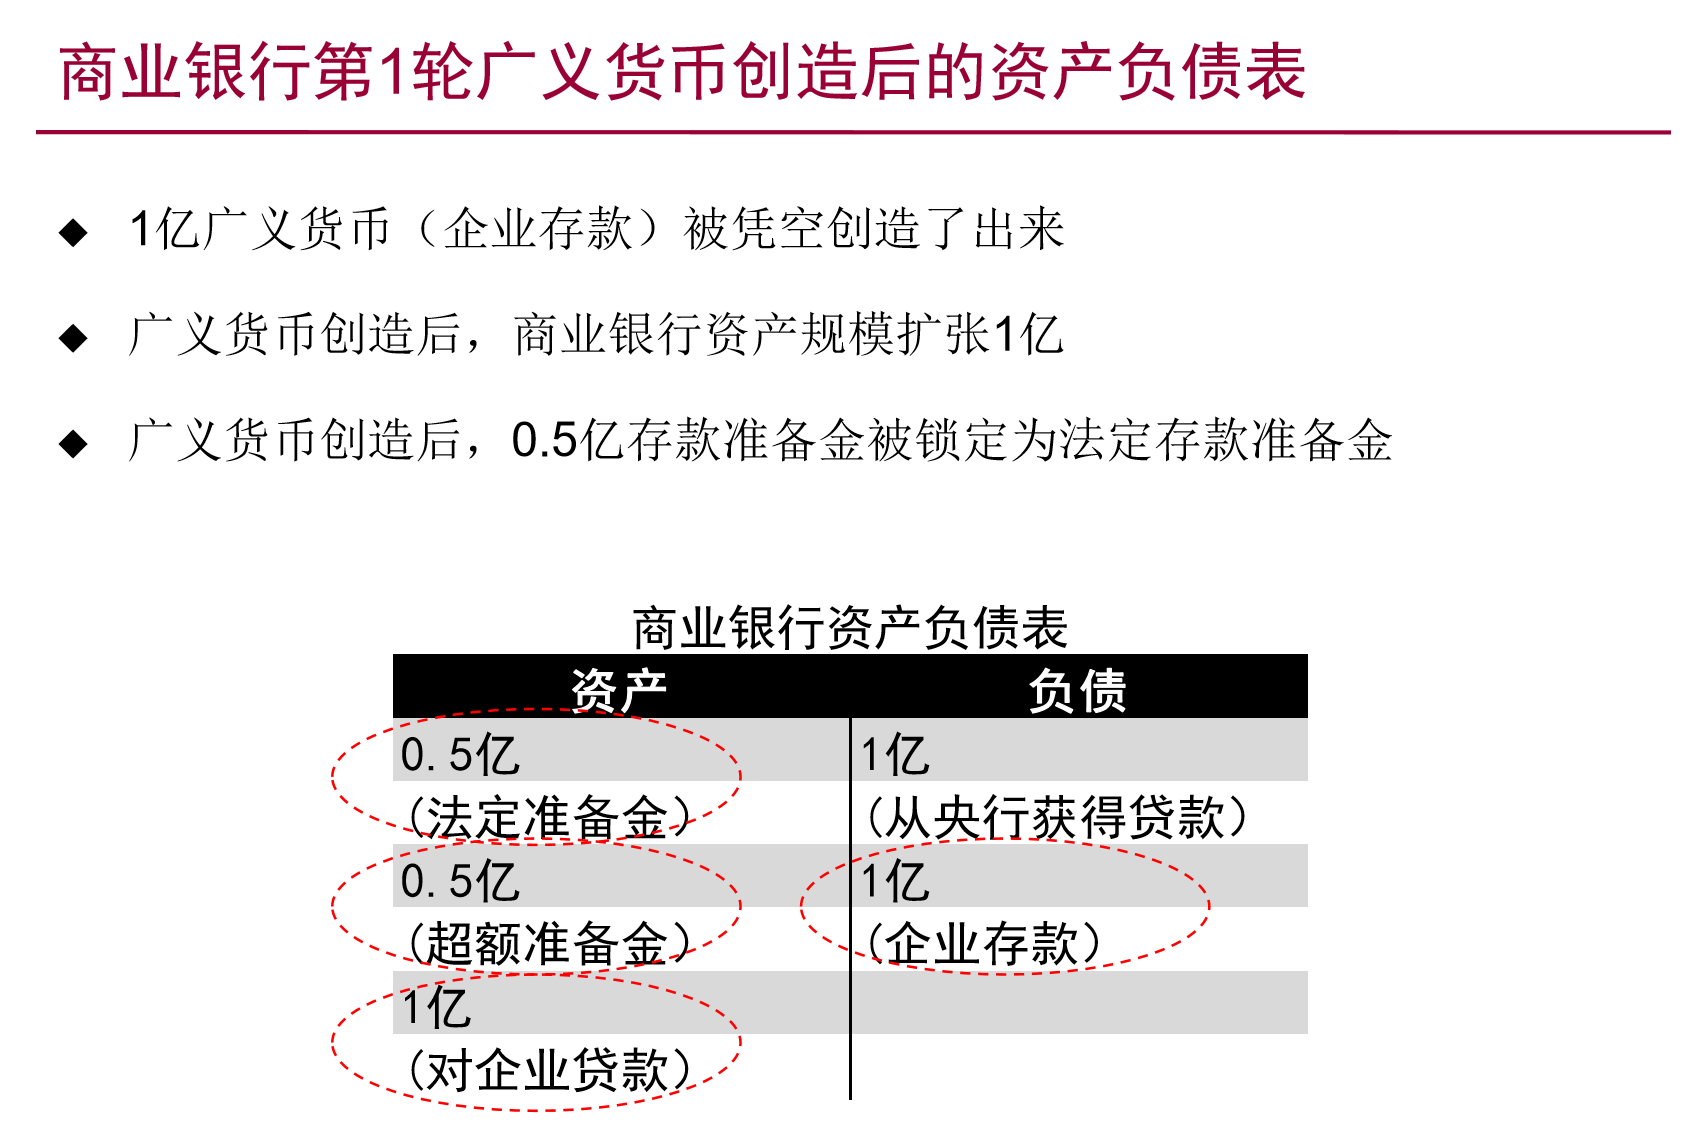 商业银行第1轮广义货币创造后的资产负债表
◆ 1亿广义货币（企业存款）被凭空创造了出来
◆ 广义货币创造后，商业银行资产规模扩张1亿
◆ 广义货币创造后，0.5亿存款准备金被锁定为法定存款准备金
商业银行资产负债表
资产 负债
0.5亿 1亿
(法定准备金) (从央行获得贷款)
0.5亿 1亿
(超额准备金) (企业存款)
1亿
(对企业贷款)